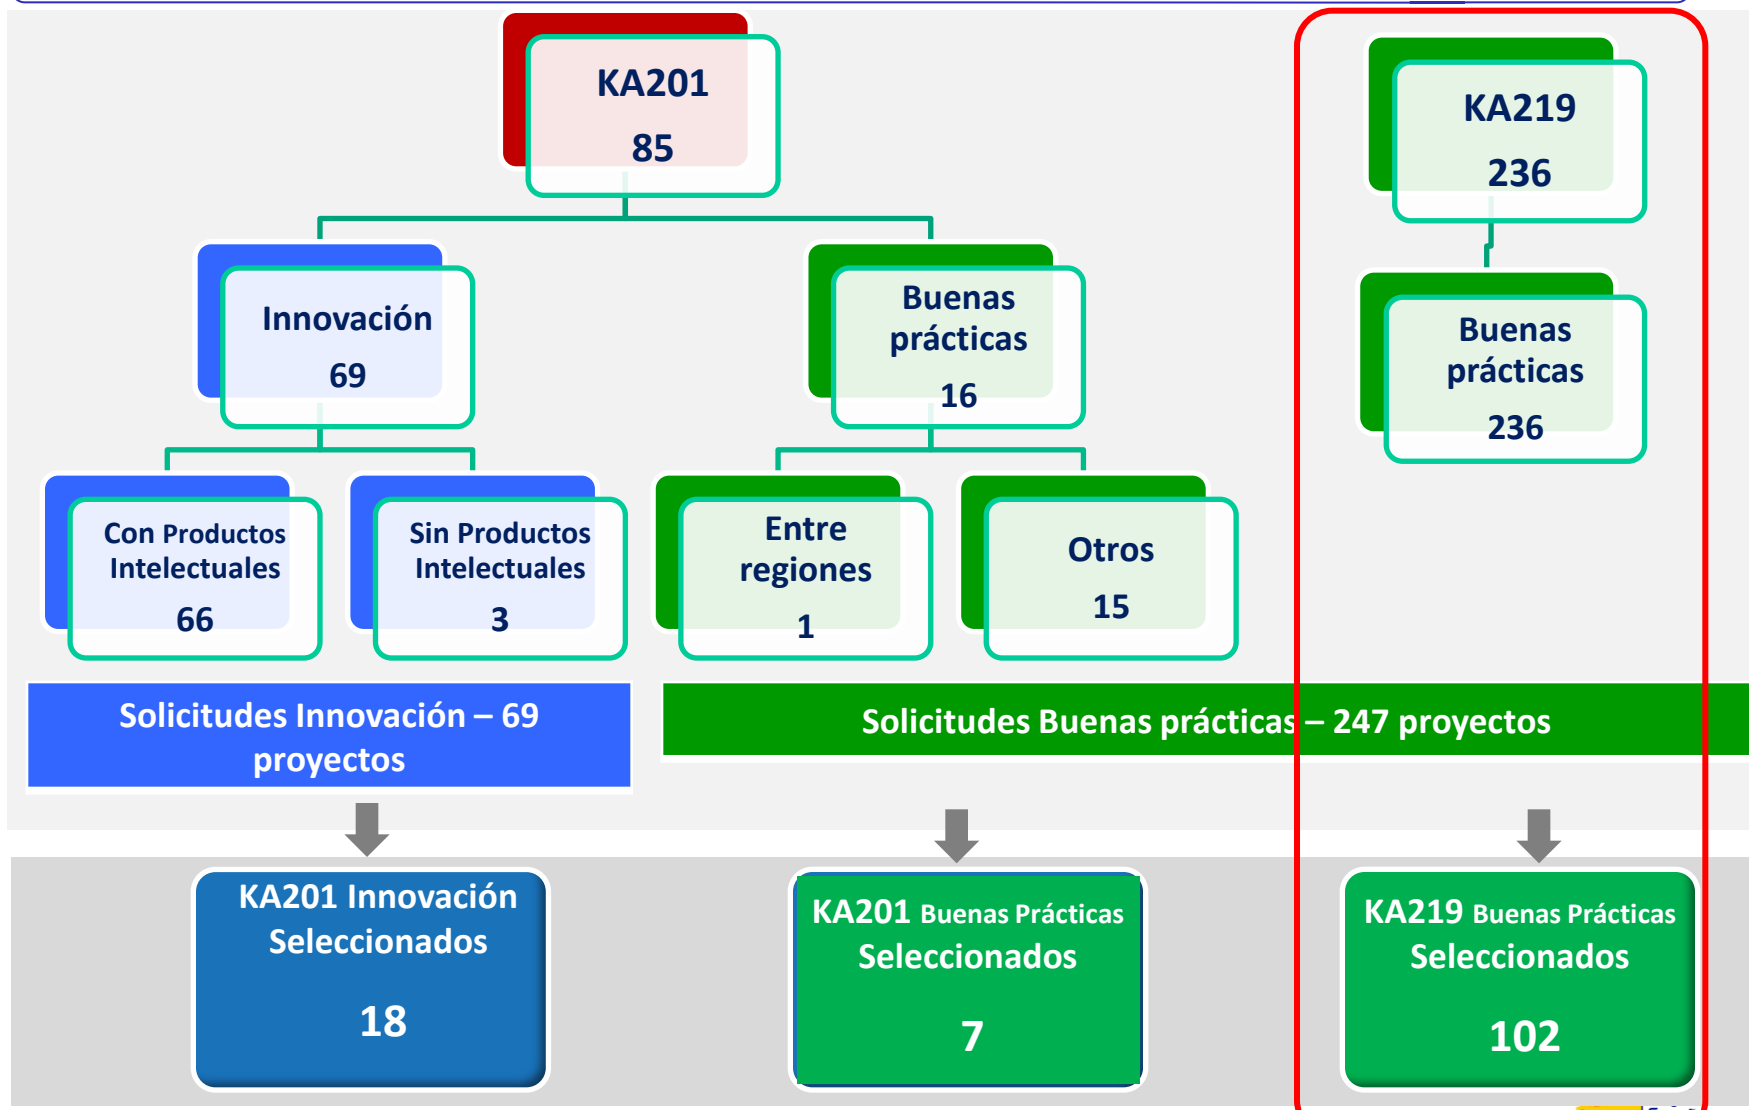 KA201
85
KA219
236
Innovación
69
Buenas
prácticas
16
Buenas
prácticas
236
Con Productos
Intelectuales
66
Sin Productos
Intelectuales
3
Entre
regiones
1
Otros
15
Solicitudes Innovación – 69
proyectos
Solicitudes Buenas prácticas – 247 proyectos
KA201 Innovación
Seleccionados
18
KA201 Buenas Prácticas
Seleccionados
7
KA219 Buenas Prácticas
Seleccionados
102